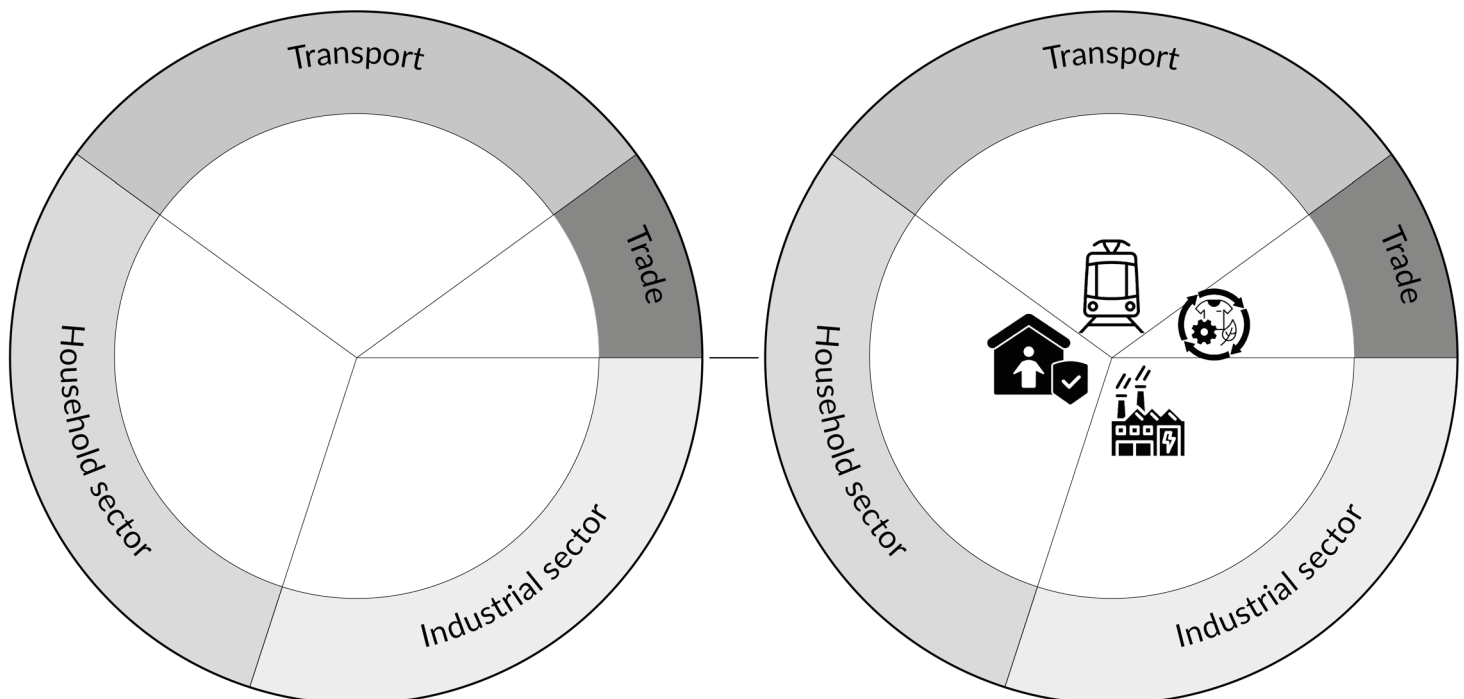 Transport
Trade
Household sector
Industrial sector
Transport
Trade
Household sector
Industrial sector